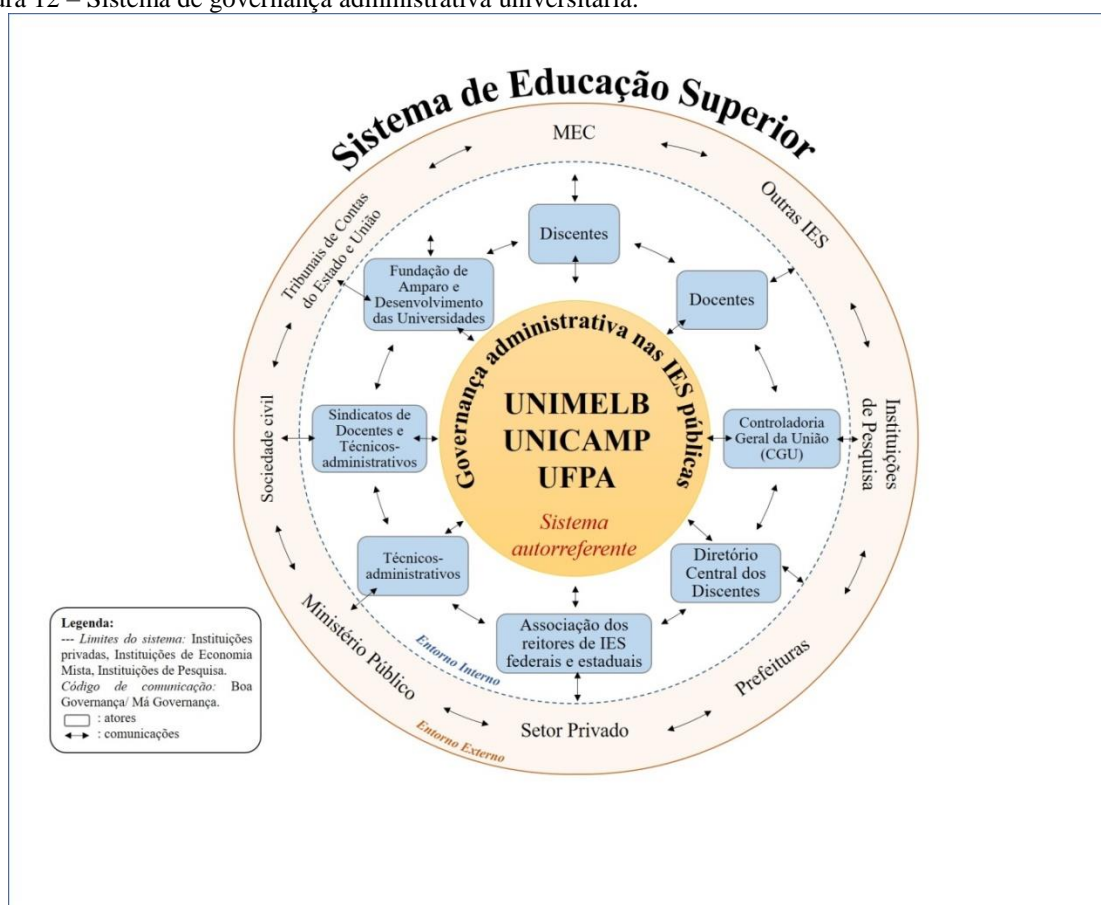 12 – Sistema de governança administrativa universitária.
Sistema de Educação Superior
MEC
Outras IES
Instituições
de Pesquisa
Prefeituras
Setor Privado
Ministério Público
Sociedade civil
Tribunais de Contas
do Estado e União
Discentes
Docentes
Controladoria
Geral da União
(CGU)
Diretório
Central dos
Discentes
Associação dos
reitores de IES
federais e estaduais
Técnicos-
administrativos
Sindicatos de
Docentes e
Técnicos-
administrativos
Fundação de
Amparo e
Desenvolvimento
das Universidades
Governança administrativa nas IES públicas
UNIMELB
UNICAMP
UFPA
Sistema
autorreferente
Entorno Interno
Entorno Externo
Legenda:
--- Limites do sistema: Instituições
privadas, Instituições de Economia
Mista, Instituições de Pesquisa.
Código de comunicação: Boa
Governança/ Má Governança.
: atores
: comunicações